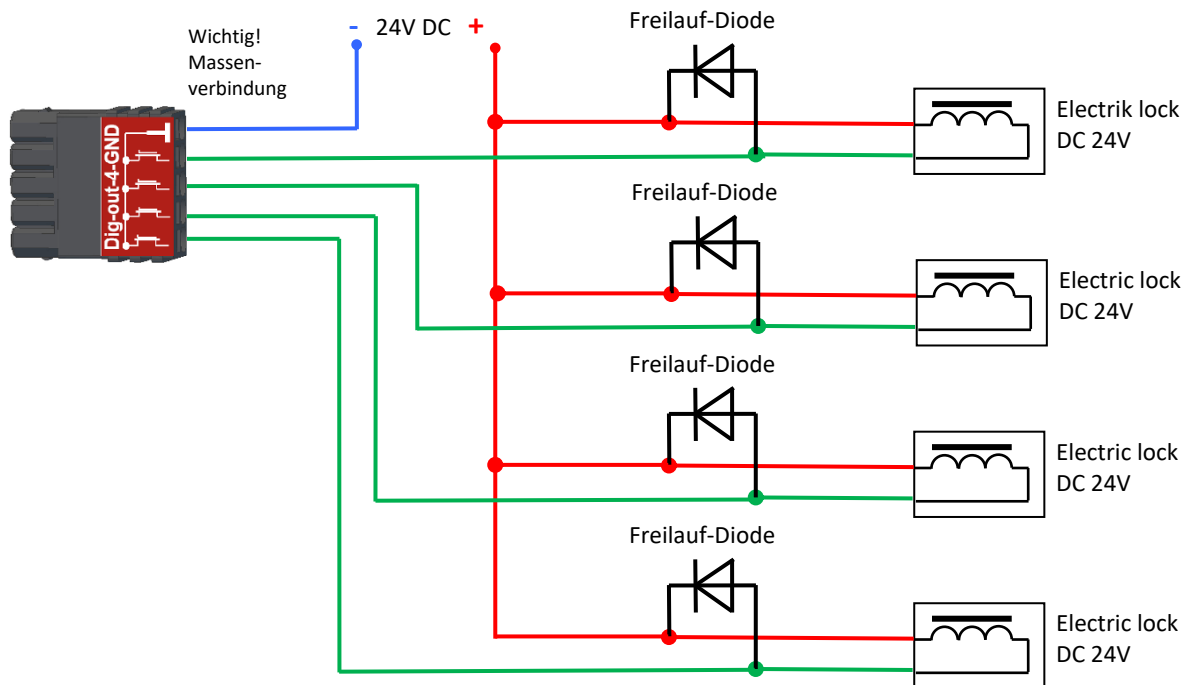 Freilauf-Diode
- 24V DC +
Wichtig!
Massen-
verbindung
Dig-out-4-GND
Electrik lock
DC 24V
Freilauf-Diode
Electric lock
DC 24V
Freilauf-Diode
Electric lock
DC 24V
Freilauf-Diode
Electric lock
DC 24V